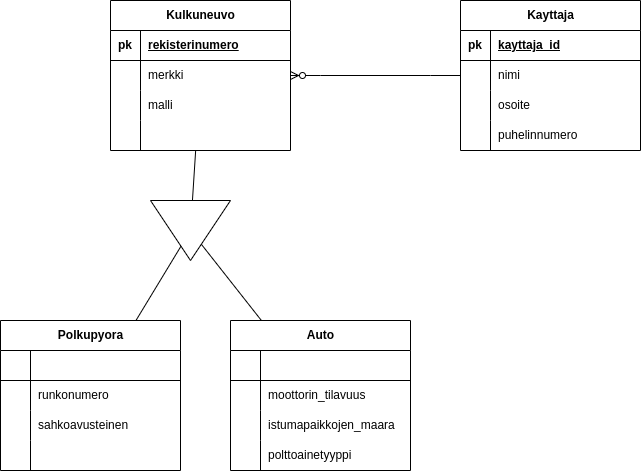 Kulkuneuvo
pk rekisterinumero
merkki
malli
Kayttaja
pk kayttaja_id
nimi
osoite
puhelinnumero
Polkupyora
runkonumero
sahkoavusteinen
Auto
moottorin_tilavuus
istumapaikkojen_maara
polttoainetyyppi